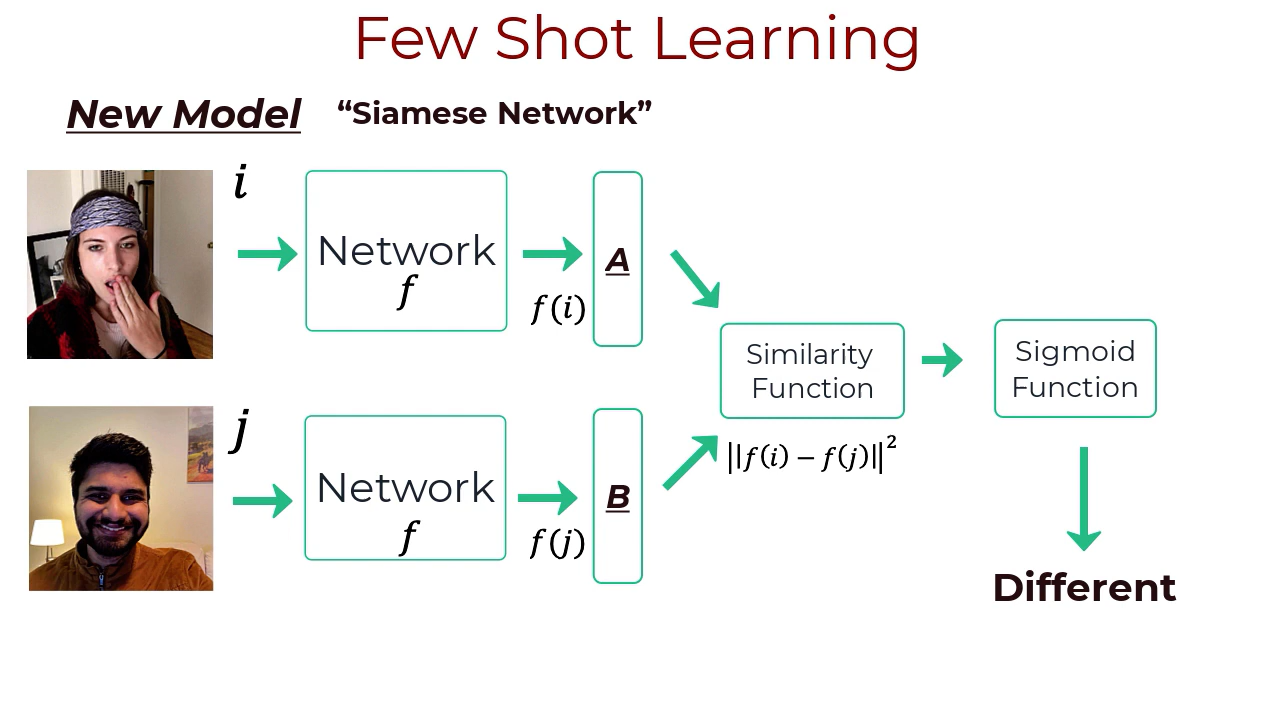 Few Shot Learning
New Model “Siamese Network”
i
Network
f
f(i)
A
Similarity
Function
||f(i) − f(j)||²
Sigmoid
Function
j
Network
f
f(j)
B
Different